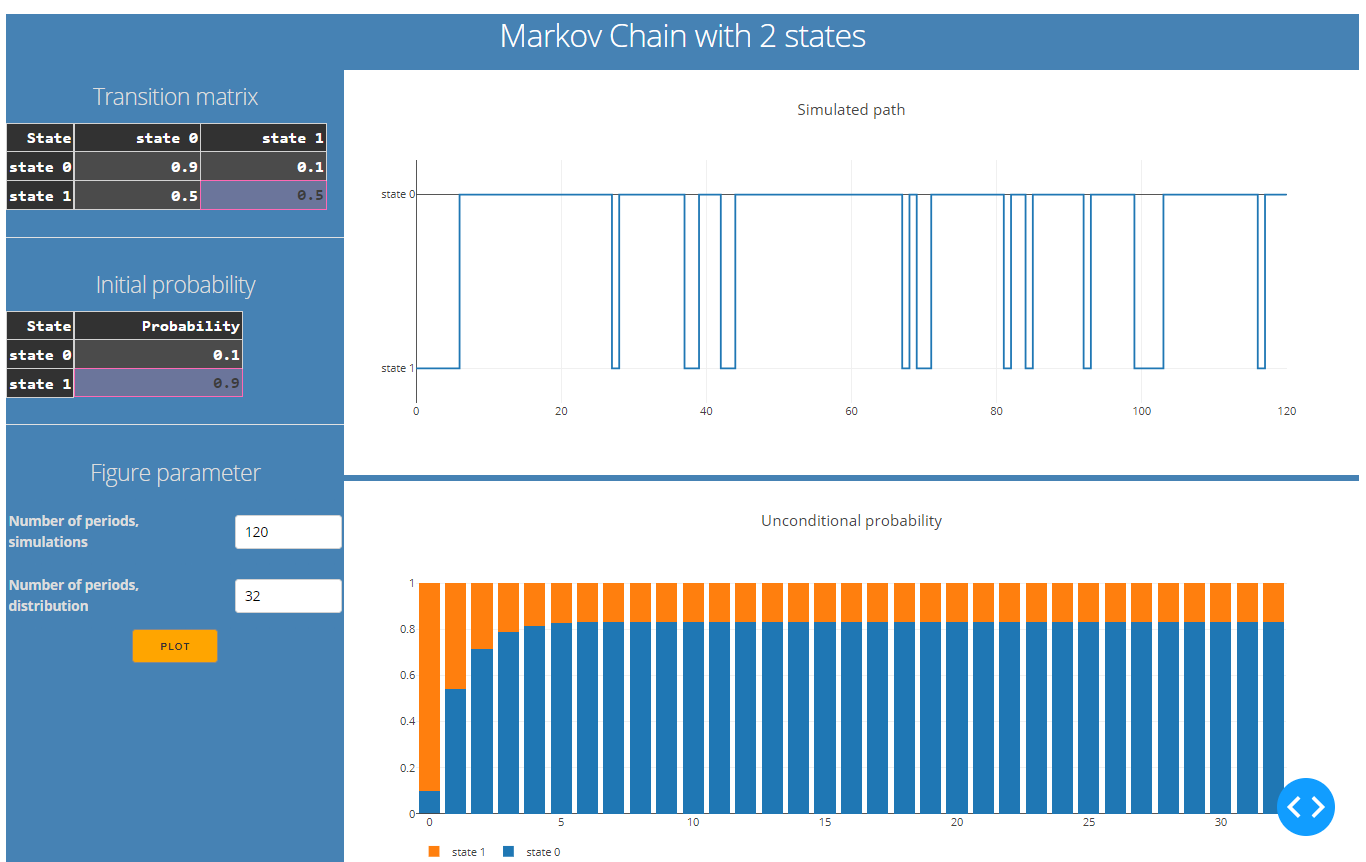 Markov Chain with 2 states
Transition matrix
State state 0 state 1
state 0 0.9 0.1
state 1 0.5 0.5
Initial probability
State Probability
state 0 0.1
state 1 0.9
Figure parameter
Number of periods,
simulations
120
Number of periods,
distribution
32
PLOT
Simulated path
state 0
state 1
0 20 40 60 80 100 120
Unconditional probability
1
0.8
0.6
0.4
0.2
0
0 5 10 15 20 25 30
state 1 state 0